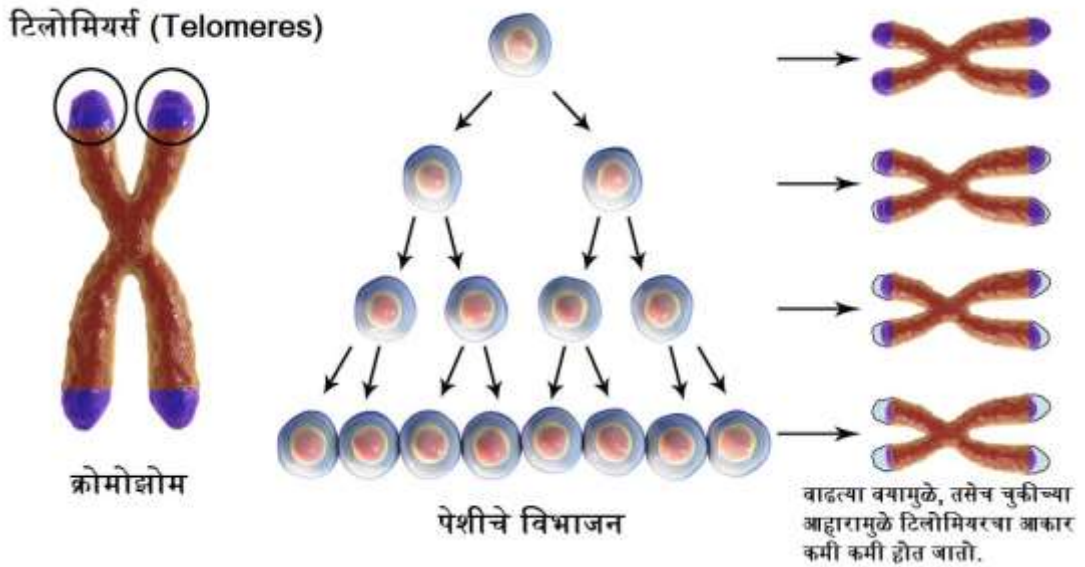 टिलोमियर्स (Telomeres)
क्रोमोझोम
पेशीचे विभाजन
वाढत्या वयामुळे, तसेच चुकीच्या
आहारामुळे टिलोमियरचा आकार
कमी कमी होत जातो.